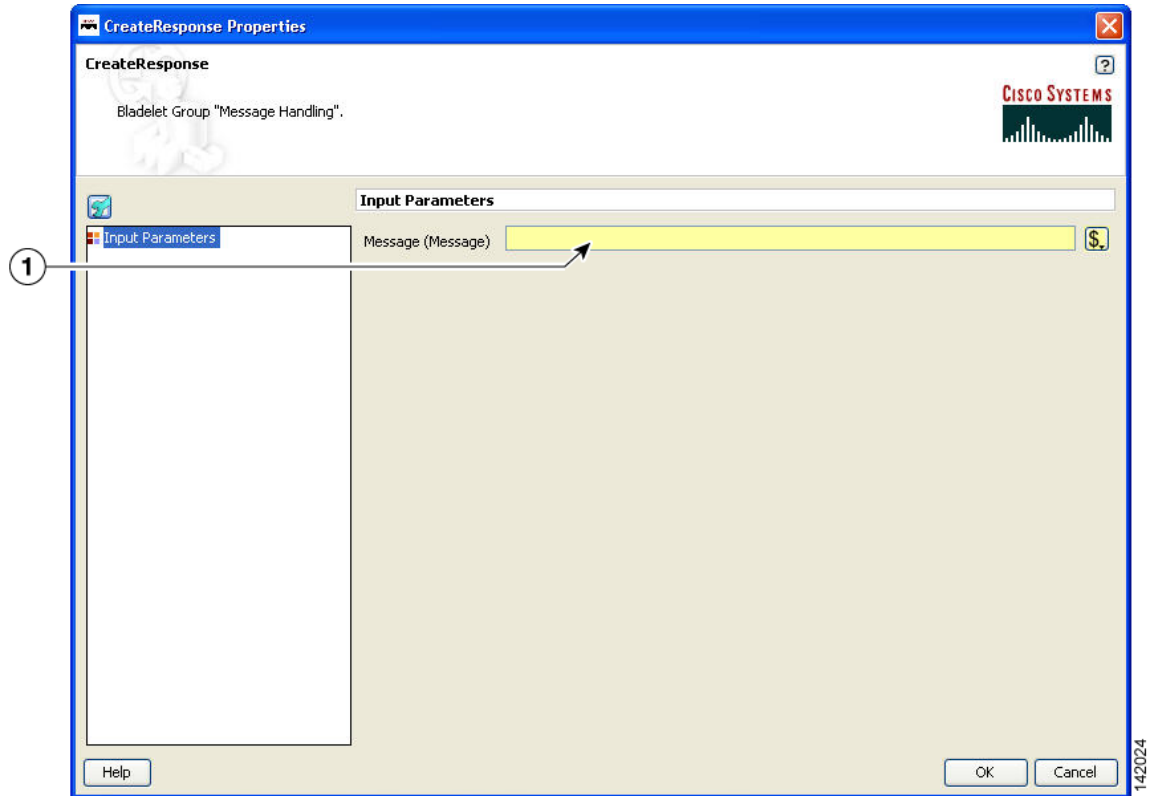 CreateResponse Properties
CreateResponse
?
Bladelet Group "Message Handling".
CISCO SYSTEMS
Input Parameters
Input Parameters
Message (Message)
$
1
Help
OK
Cancel
142024